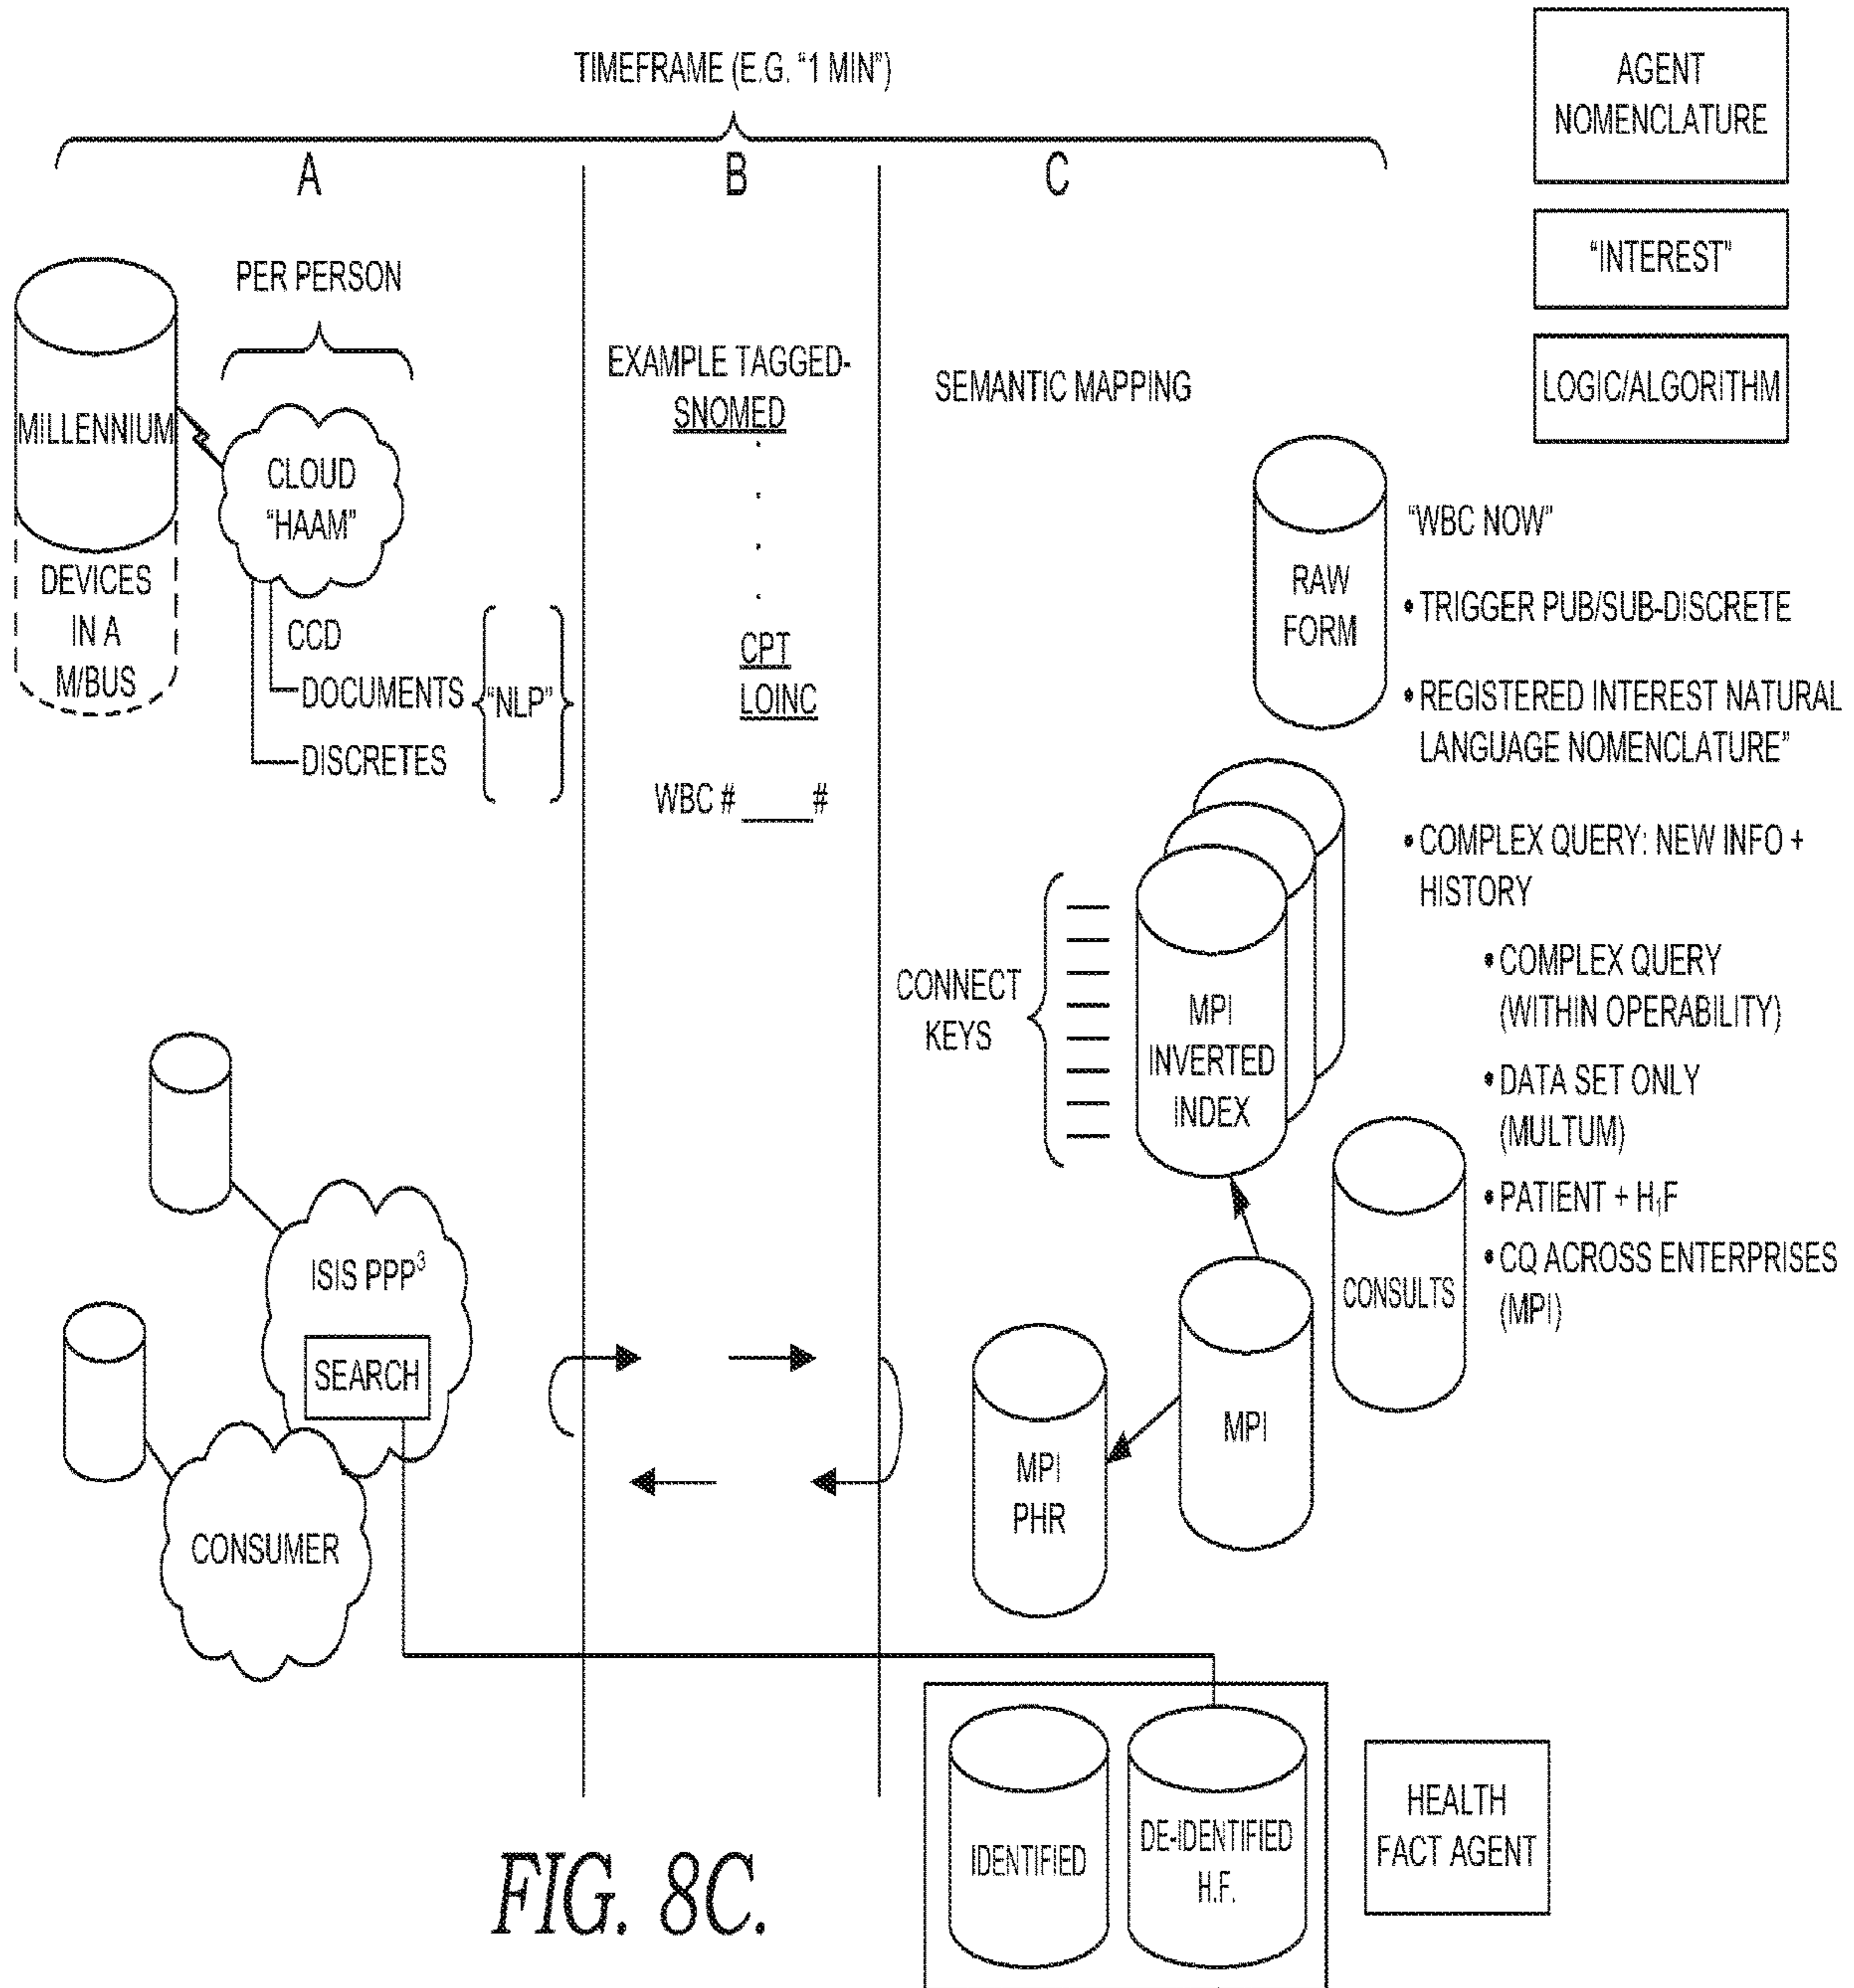 TIMEFRAME (E.G. "1 MIN")
A
B
C
AGENT
NOMENCLATURE
"INTEREST"
LOGIC/ALGORITHM
PER PERSON
MILLENNIUM
CLOUD
"HAAM"
DEVICES
IN A
M/BUS
CCD
DOCUMENTS
DISCRETES
"NLP"
EXAMPLE TAGGED-
SNOMED
CPT
LOINC
WBC # ____#
SEMANTIC MAPPING
RAW
FORM
"WBC NOW"
• TRIGGER PUB/SUB-DISCRETE
• REGISTERED INTEREST NATURAL
LANGUAGE NOMENCLATURE"
• COMPLEX QUERY: NEW INFO +
HISTORY
• COMPLEX QUERY
(WITHIN OPERABILITY)
• DATA SET ONLY
(MULTUM)
• PATIENT + H₁F
• CQ ACROSS ENTERPRISES
(MPI)
CONNECT
KEYS
MPI
INVERTED
INDEX
CONSULTS
MPI
MPI
PHR
ISIS PPP³
SEARCH
CONSUMER
IDENTIFIED
DE-IDENTIFIED
H.F.
HEALTH
FACT AGENT
FIG. 8C.